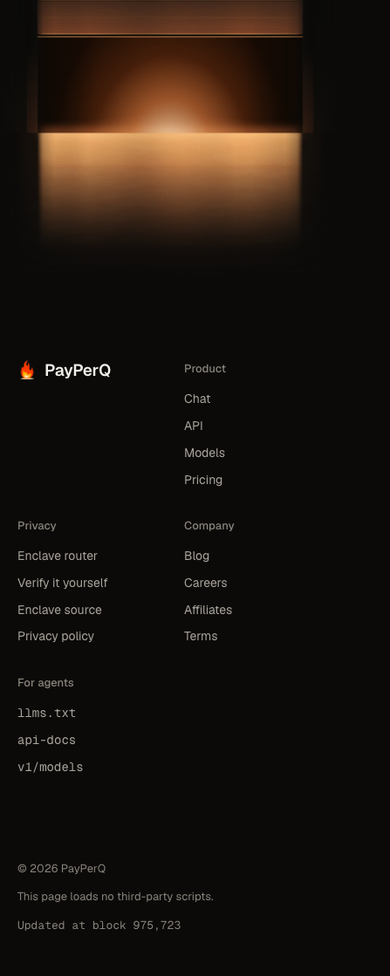 PayPerQ
Product
Chat
API
Models
Pricing
Privacy
Enclave router
Verify it yourself
Enclave source
Privacy policy
Company
Blog
Careers
Affiliates
Terms
For agents
llms.txt
api-docs
v1/models
© 2026 PayPerQ
This page loads no third-party scripts.
Updated at block 975,723